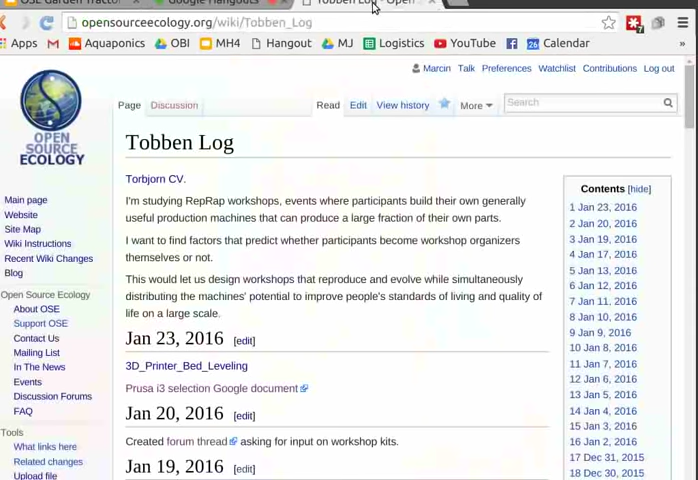 OSE Garden Tractor
Google Hangouts
Tobben Log - Open
opensourceecology.org/wiki/Tobben_Log
7
Apps
Aquaponics
OBI
MH4
Hangout
MJ
Logistics
YouTube
26 Calendar
»
Marcin Talk Preferences Watchlist Contributions Log out
Page Discussion
Read Edit View history
More
Search
OPEN
SOURCE
ECOLOGY
Main page
Website
Site Map
Wiki Instructions
Recent Wiki Changes
Blog
Open Source Ecology
About OSE
Support OSE
Contact Us
Mailing List
In The News
Events
Discussion Forums
FAQ
Tools
What links here
Related changes
Upload file
Tobben Log
Torbjorn CV.
I'm studying RepRap workshops, events where participants build their own generally
useful production machines that can produce a large fraction of their own parts.
I want to find factors that predict whether participants become workshop organizers
themselves or not.
This would let us design workshops that reproduce and evolve while simultaneously
distributing the machines' potential to improve people's standards of living and quality of
life on a large scale.
Jan 23, 2016 [edit]
3D_Printer_Bed_Leveling
Prusa i3 selection Google document
Jan 20, 2016 [edit]
Created forum thread asking for input on workshop kits.
Jan 19, 2016 [edit]
Contents [hide]
1 Jan 23, 2016
2 Jan 20, 2016
3 Jan 19, 2016
4 Jan 17, 2016
5 Jan 13, 2016
6 Jan 12, 2016
7 Jan 11, 2016
8 Jan 10, 2016
9 Jan 9, 2016
10 Jan 8, 2016
11 Jan 7, 2016
12 Jan 6, 2016
13 Jan 5, 2016
14 Jan 4, 2016
15 Jan 3, 2016
16 Jan 2, 2016
17 Dec 31, 2015
18 Dec 30, 2015